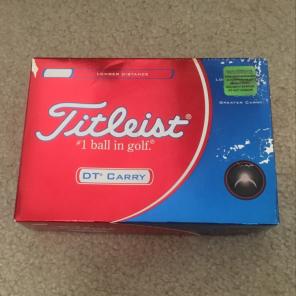 LONGER DISTANCE
GREATER CARRY
Titleist®
#1 ball in golf.®
DT® CARRY